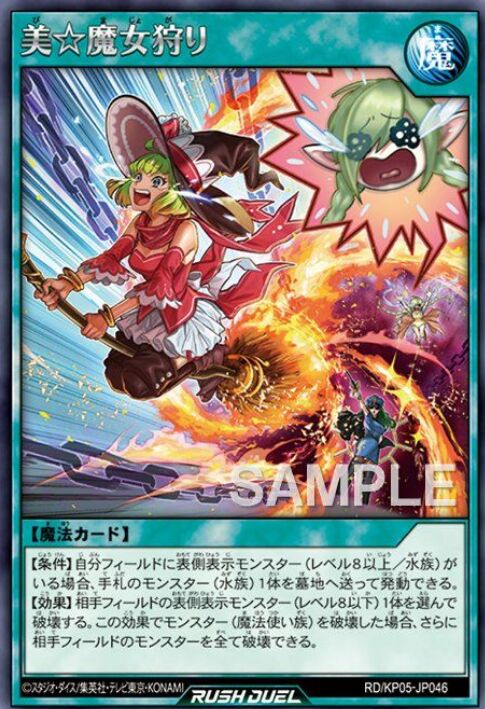 美☆魔女狩り
魔
SAMPLE
【魔法カード】
【条件】自分フィールドに表側表示モンスター(レベル8以上/水族)が
いる場合、手札のモンスター(水族)1体を墓地へ送って発動できる。
【効果】相手フィールドの表側表示モンスター(レベル8以下)1体を選んで
破壊する。この効果でモンスター(魔法使い族)を破壊した場合、さらに
相手フィールドのモンスターを全て破壊できる。
©スタジオ・ダイス/集英社・テレビ東京・KONAMI
RUSH DUEL
RD/KP05-JP046